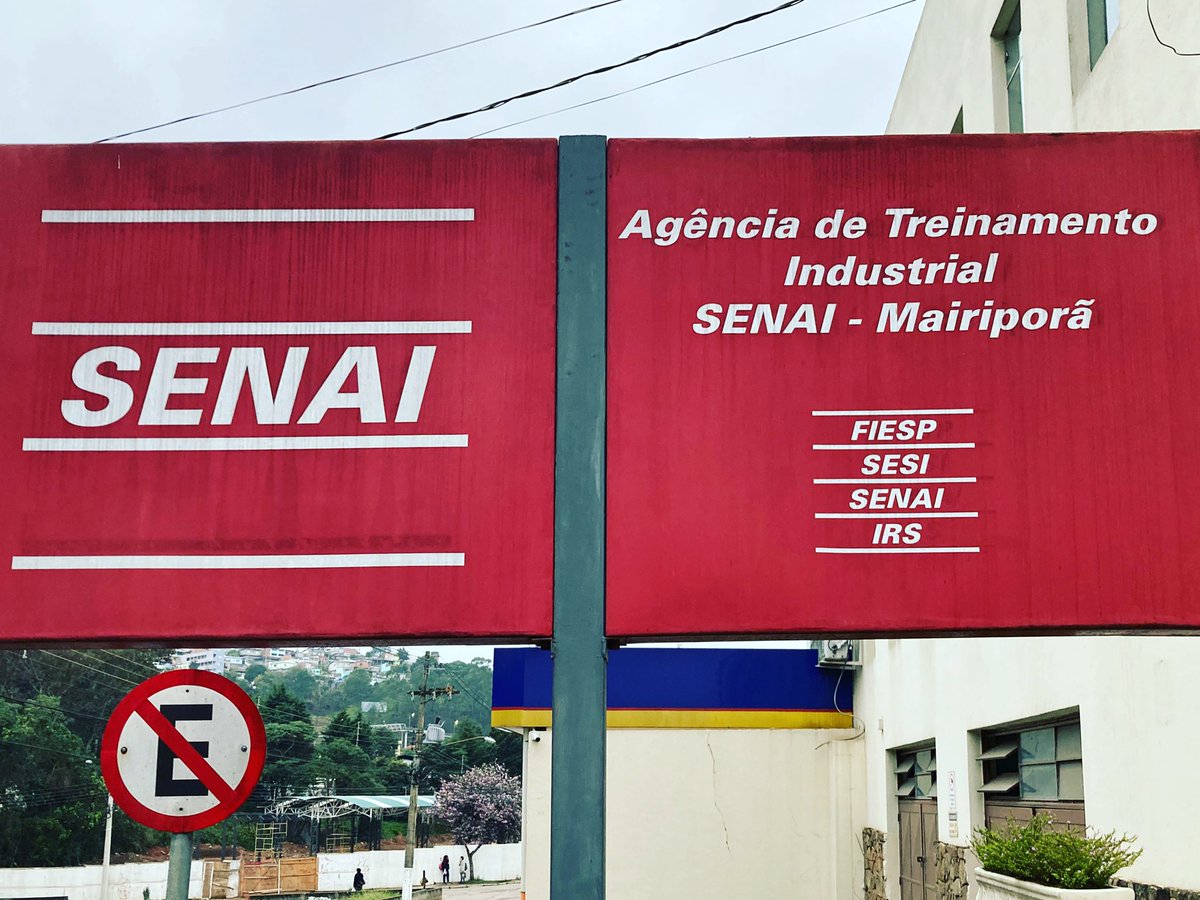 SENAI
Agência de Treinamento
Industrial
SENAI - Mairiporã
FIESP
SESI
SENAI
IRS
E